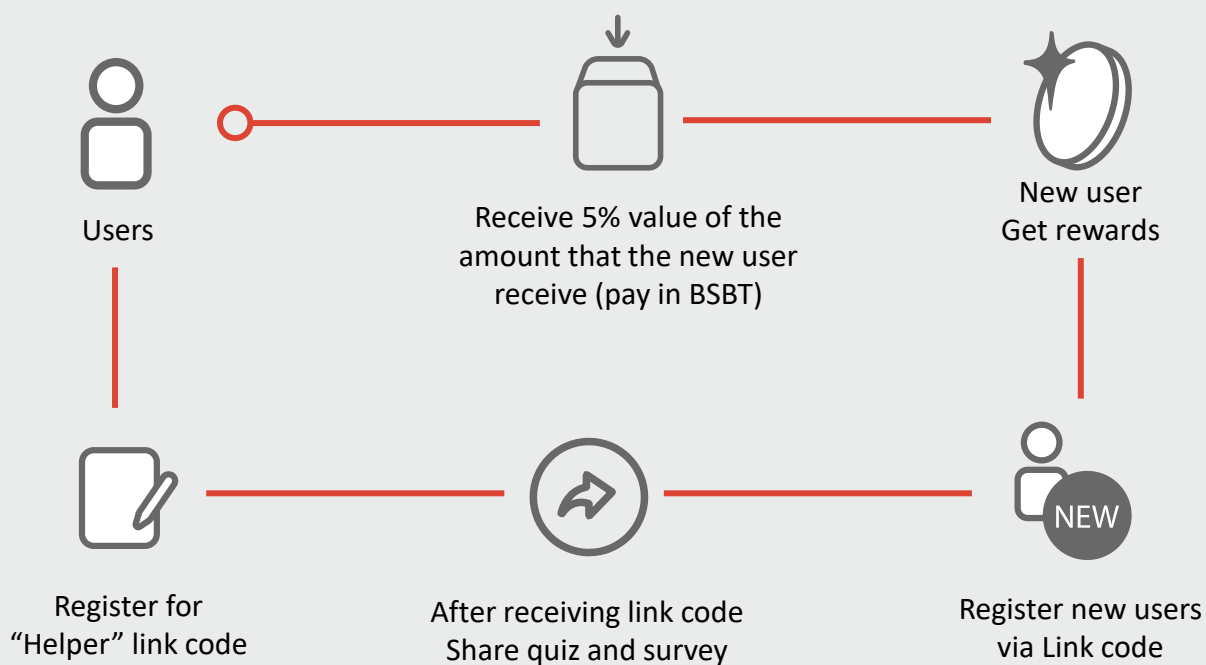 Users
Receive 5% value of the
amount that the new user
receive (pay in BSBT)
New user
Get rewards
Register for
“Helper” link code
After receiving link code
Share quiz and survey
NEW
Register new users
via Link code